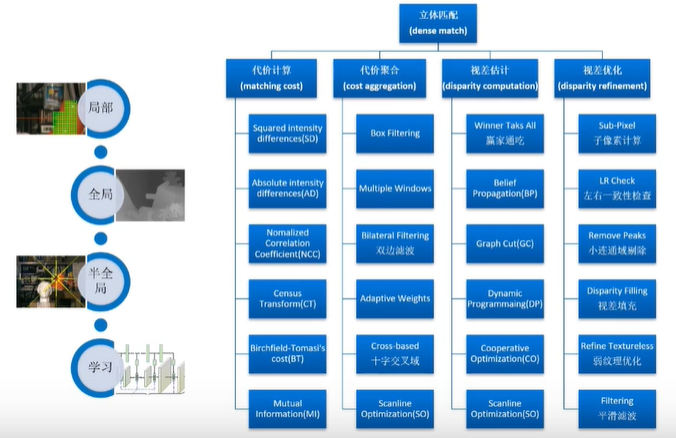 立体匹配
(dense match)
代价计算
(matching cost)
代价聚合
(cost aggregation)
视差估计
(disparity computation)
视差优化
(disparity refinement)
局部
全局
半全
局
学习
Squared intensity
differences(SD)
Absolute intensity
differences(AD)
Nomalized
Correlation
Coefficient(NCC)
Census
Transform(CT)
Birchfield-Tomasi's
cost(BT)
Mutual
Information(MI)
Box Filtering
Multiple Windows
Bilateral Filtering
双边滤波
Adaptive Weights
Cross-based
十字交叉域
Scanline
Optimization(SO)
Winner Taks All
赢家通吃
Belief
Propagation(BP)
Graph Cut(GC)
Dynamic
Programmaing(DP)
Cooperative
Optimization(CO)
Scanline
Optimization(SO)
Sub-Pixel
子像素计算
LR Check
左右一致性检查
Remove Peaks
小连通域剔除
Disparity Filling
视差填充
Refine Textureless
弱纹理优化
Filtering
平滑滤波